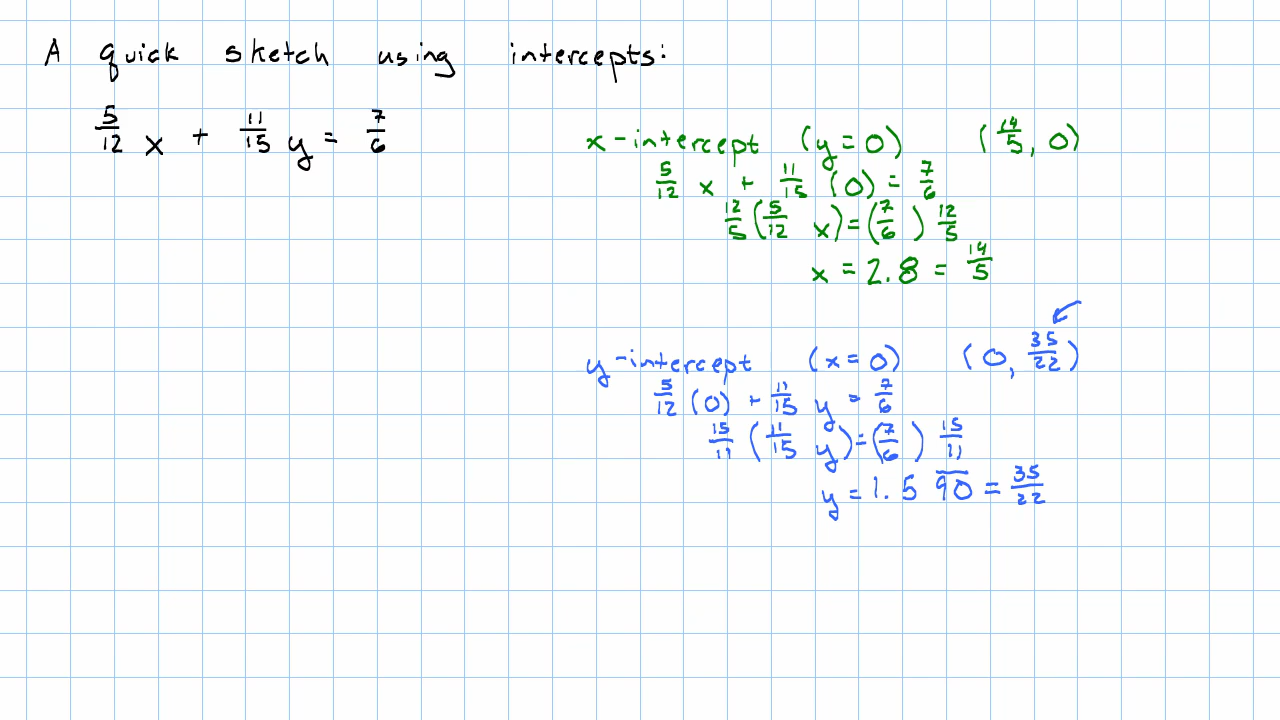 A quick sketch using intercepts:
5/12 x + 11/15 y = 7/6
x-intercept (y=0) (14/5, 0)
5/12 x + 11/15 (0) = 7/6
12/5 (5/12 x) = (7/6) 12/5
x = 2.8 = 14/5
y-intercept (x=0) (0, 35/22)
5/12 (0) + 11/15 y = 7/6
15/11 (11/15 y) = (7/6) 15/11
y = 1.5 9̅0̅ = 35/22